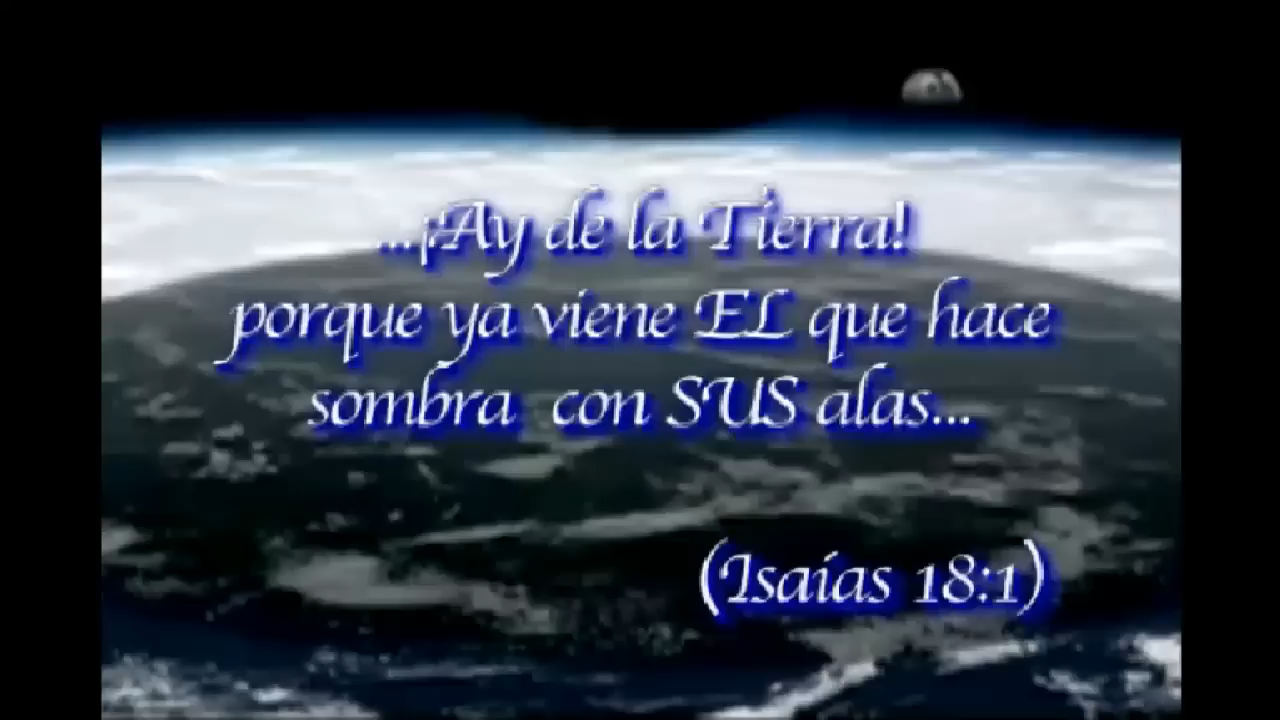 ...¡Ay de la Tierra!
porque ya viene EL que hace
sombra con SUS alas...
(Isaías 18:1)